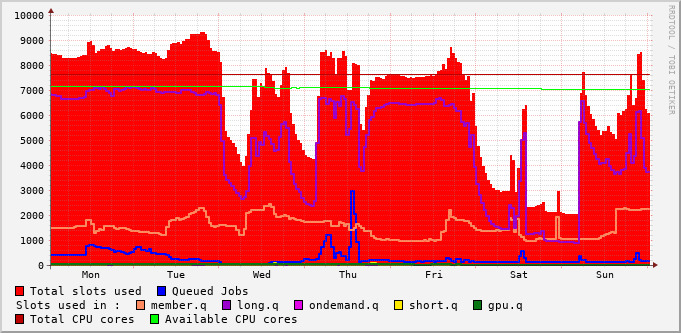 10000
9000
8000
7000
6000
5000
4000
3000
2000
1000
0
Mon Tue Wed Thu Fri Sat Sun
RRDTOOL / TOBI OETIKER
Total slots used Queued Jobs
Slots used in : member.q long.q ondemand.q short.q gpu.q
Total CPU cores Available CPU cores